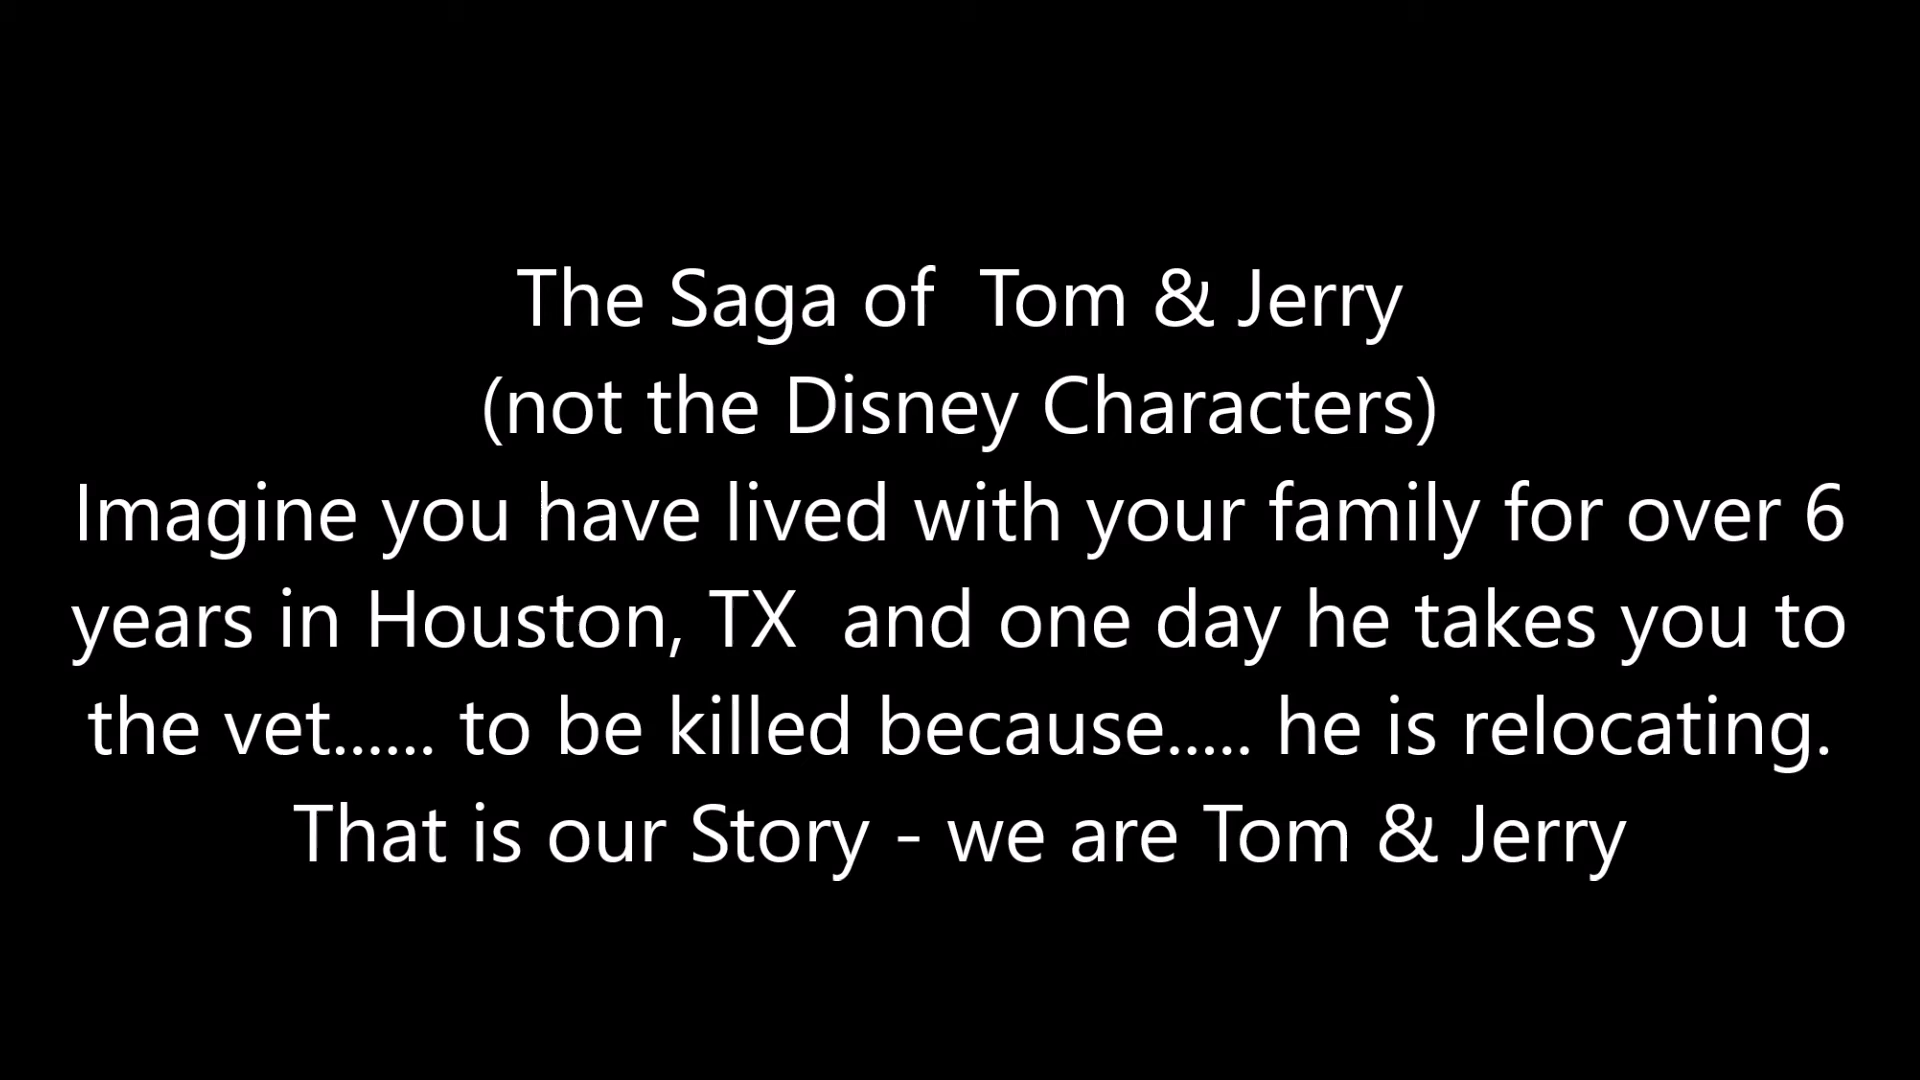 The Saga of  Tom & Jerry
(not the Disney Characters)
Imagine you have lived with your family for over 6
years in Houston, TX  and one day he takes you to
the vet...... to be killed because..... he is relocating.
That is our Story - we are Tom & Jerry